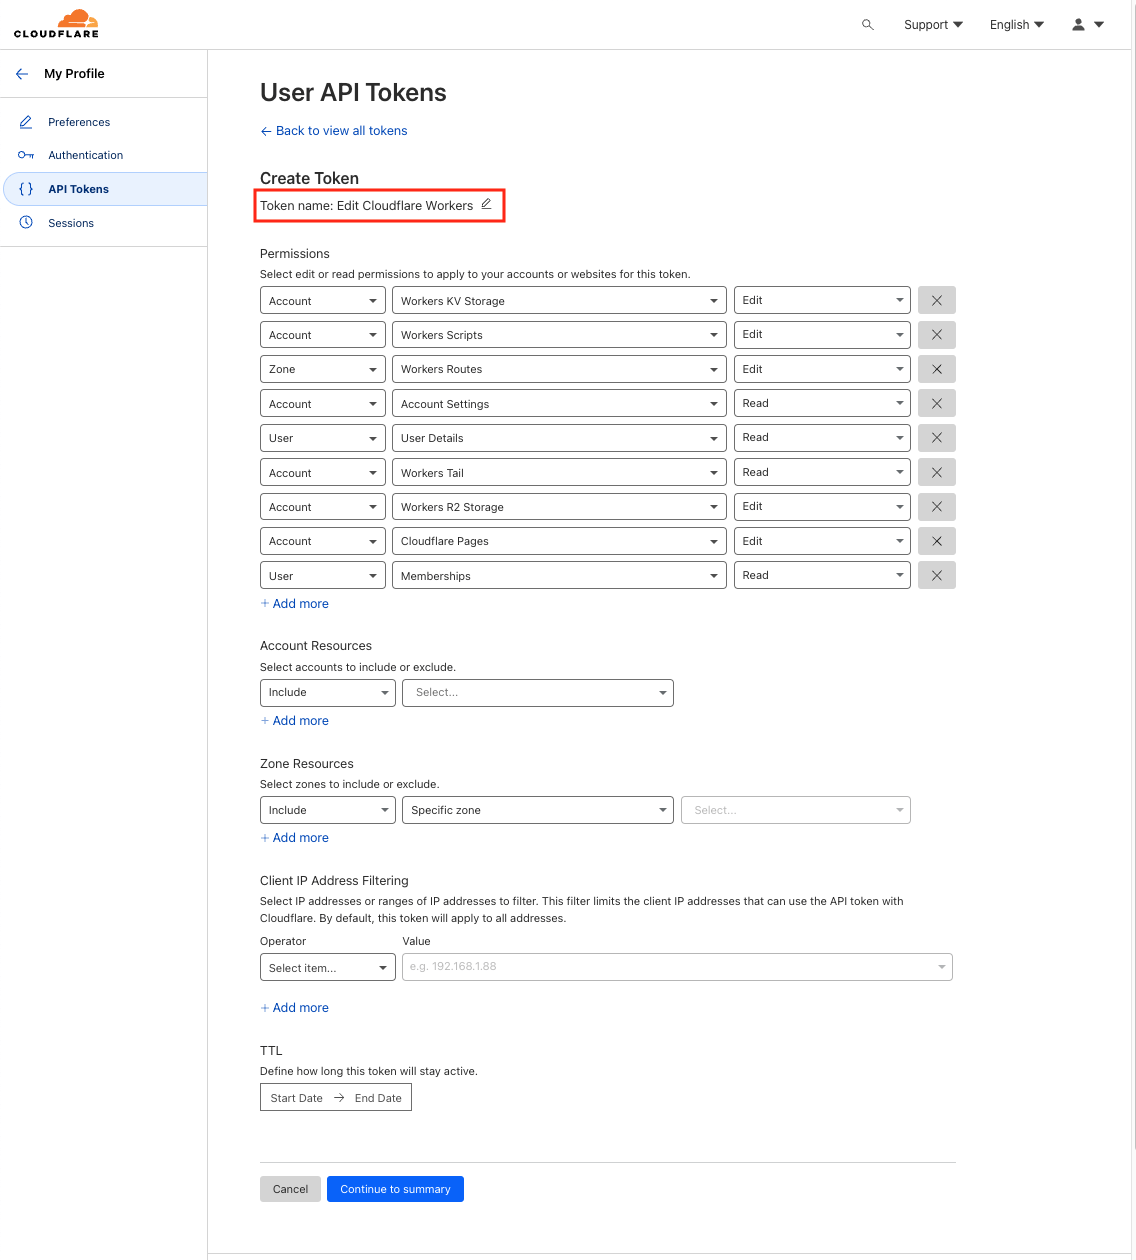 CLOUDFLARE
Support
English
My Profile
Preferences
Authentication
API Tokens
Sessions
User API Tokens
Back to view all tokens
Create Token
Token name: Edit Cloudflare Workers
Permissions
Select edit or read permissions to apply to your accounts or websites for this token.
Account Workers KV Storage Edit
Account Workers Scripts Edit
Zone Workers Routes Edit
Account Account Settings Read
User User Details Read
Account Workers Tail Read
Account Workers R2 Storage Edit
Account Cloudflare Pages Edit
User Memberships Read
+ Add more
Account Resources
Select accounts to include or exclude.
Include Select...
+ Add more
Zone Resources
Select zones to include or exclude.
Include Specific zone Select...
+ Add more
Client IP Address Filtering
Select IP addresses or ranges of IP addresses to filter. This filter limits the client IP addresses that can use the API token with
Cloudflare. By default, this token will apply to all addresses.
Operator Value
Select item... e.g. 192.168.1.88
+ Add more
TTL
Define how long this token will stay active.
Start Date → End Date
Cancel Continue to summary